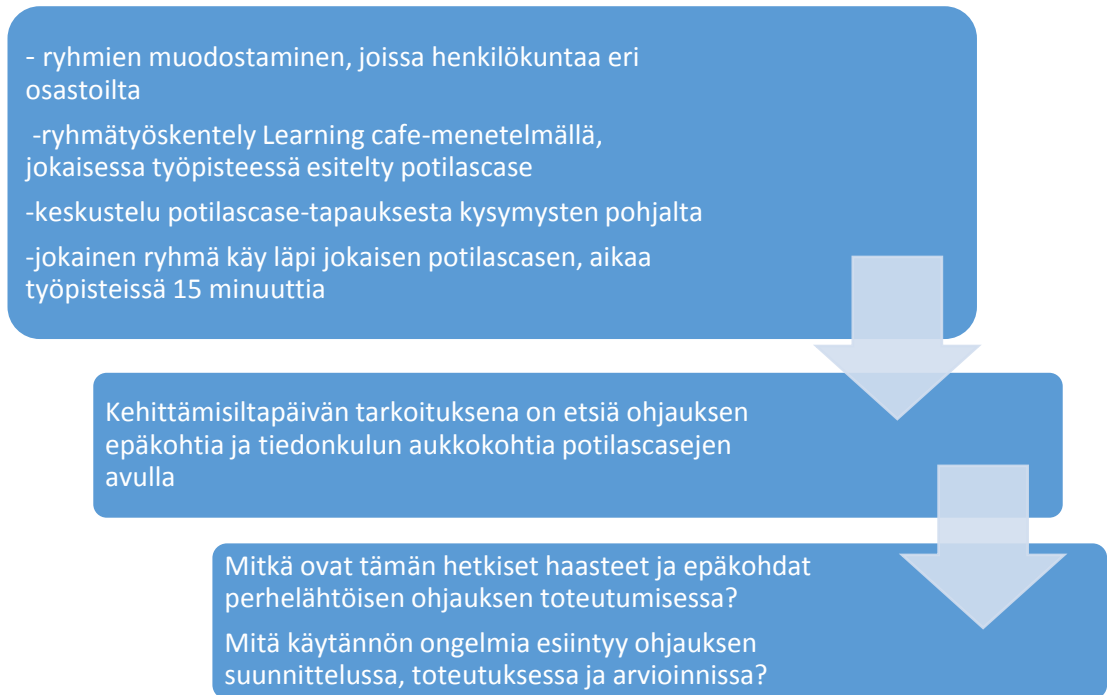 - ryhmien muodostaminen, joissa henkilökuntaa eri
osastoilta
-ryhmätyöskentely Learning cafe-menetelmällä,
jokaisessa työpisteessä esitelty potilascase
-keskustelu potilascase-tapauksesta kysymysten pohjalta
-jokainen ryhmä käy läpi jokaisen potilascasen, aikaa
työpisteissä 15 minuuttia
Kehittämisiltapäivän tarkoituksena on etsiä ohjauksen
epäkohtia ja tiedonkulun aukkokohtia potilascasejen
avulla
Mitkä ovat tämän hetkiset haasteet ja epäkohdat
perhelähtöisen ohjauksen toteutumisessa?
Mitä käytännön ongelmia esiintyy ohjauksen
suunnittelussa, toteutuksessa ja arvioinnissa?